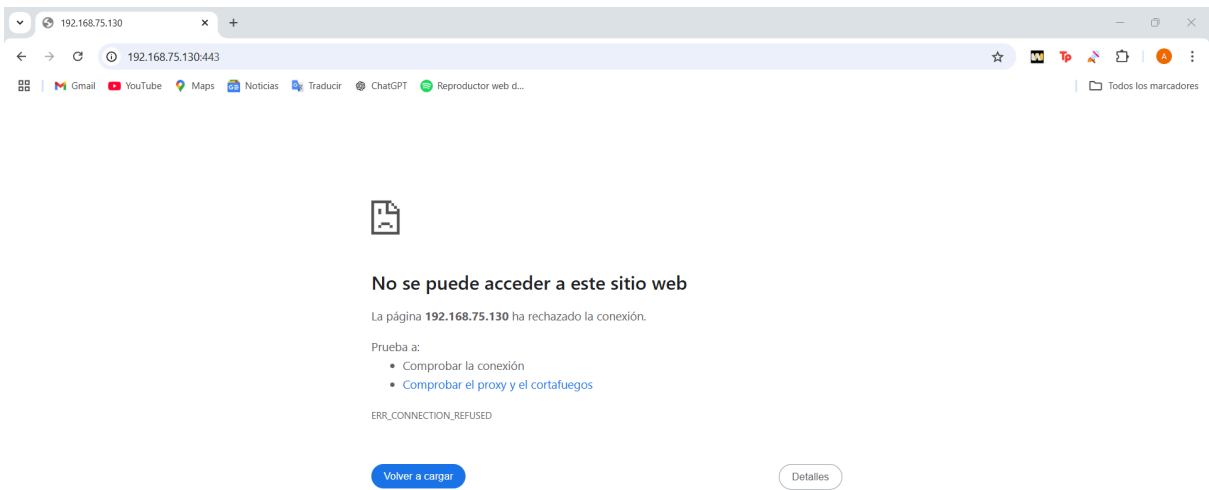 192.168.75.130
192.168.75.130:443
Tp
A
Gmail YouTube Maps Noticias Traducir ChatGPT Reproductor web d... Todos los marcadores
No se puede acceder a este sitio web
La página 192.168.75.130 ha rechazado la conexión.
Prueba a:
• Comprobar la conexión
• Comprobar el proxy y el cortafuegos
ERR_CONNECTION_REFUSED
Volver a cargar Detalles